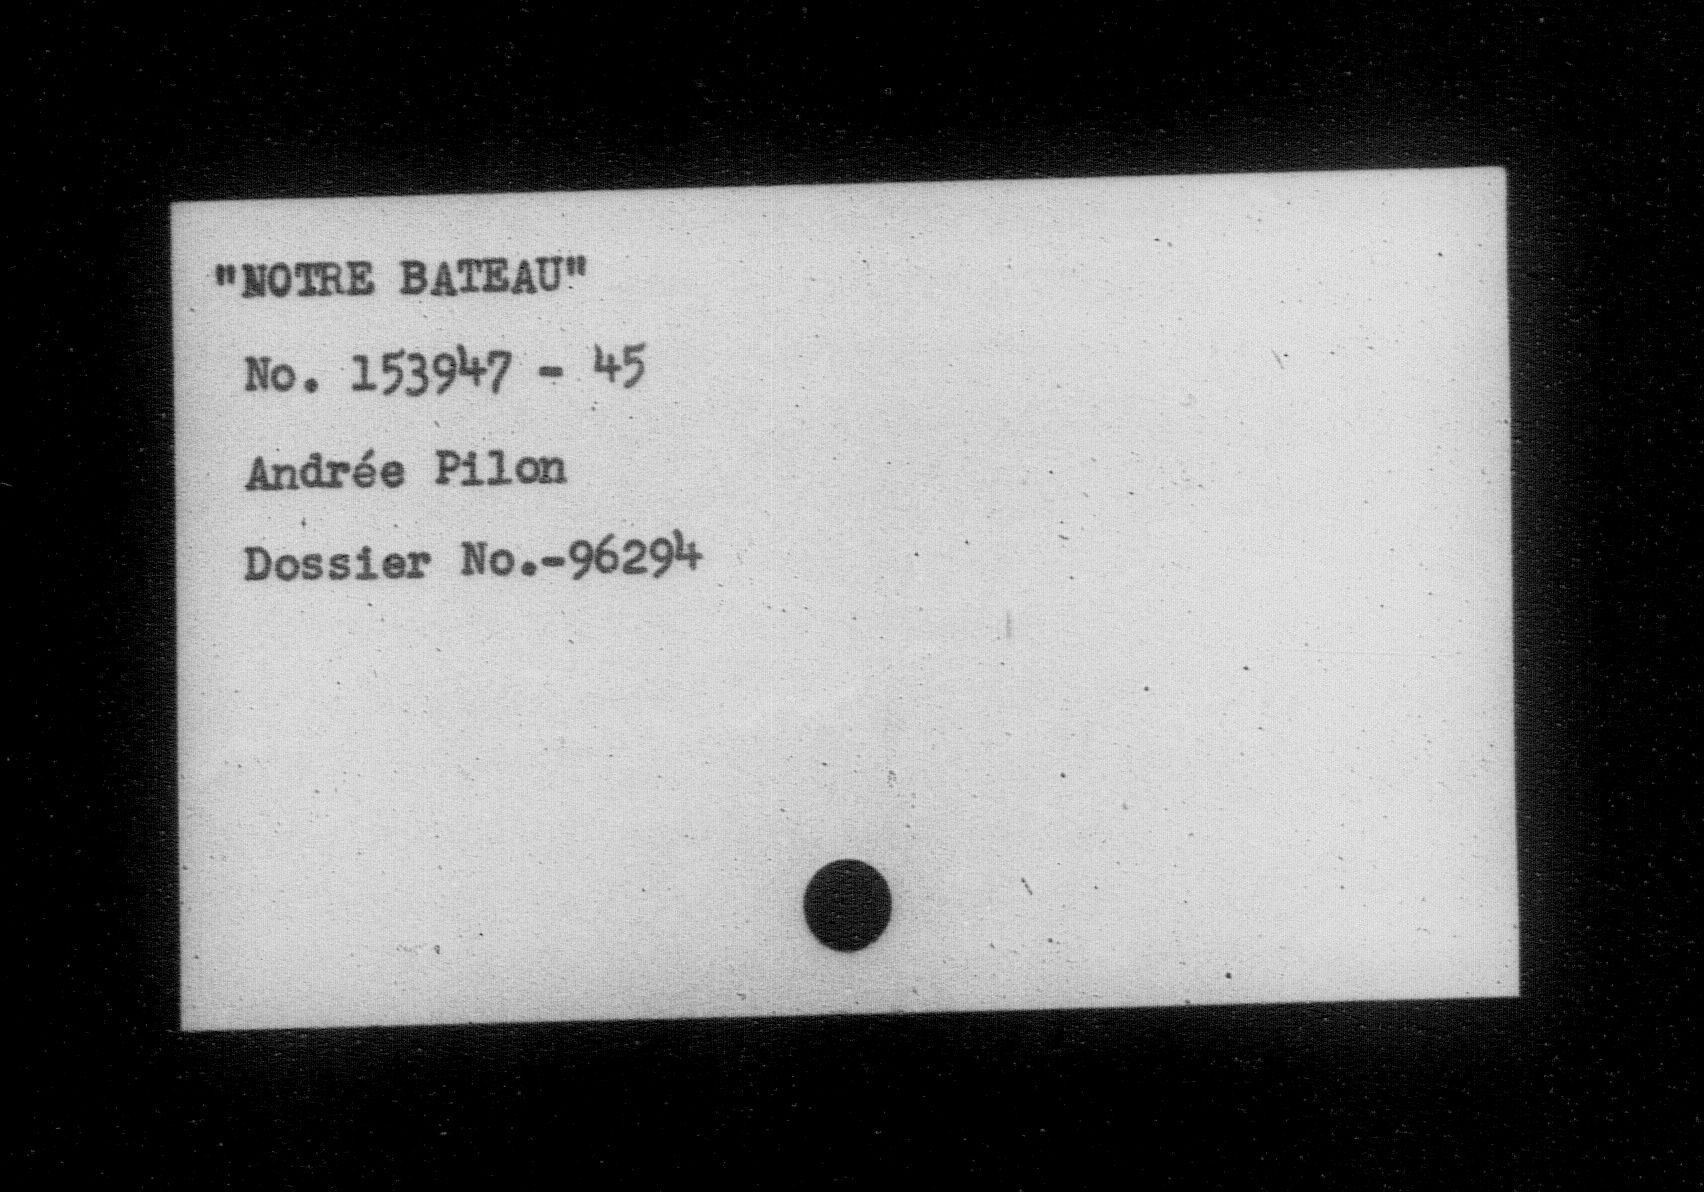 "NOTRE BATEAU"
No. 153947 - 45
Andrée Pilon
Dossier No.-96294